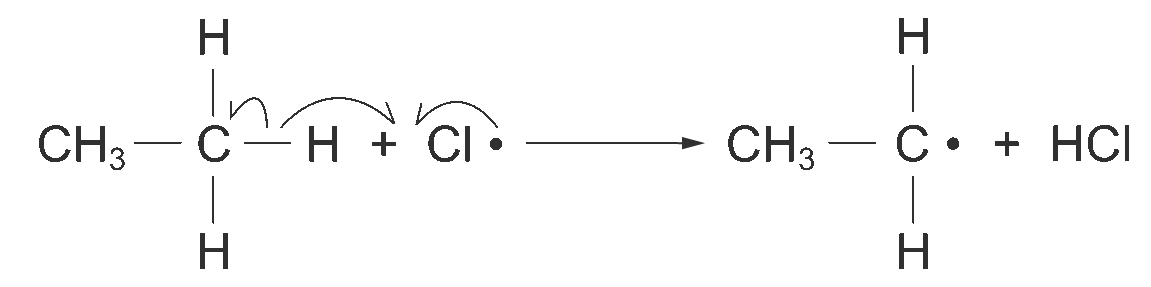 H H
CH₃ — C — H + Cl • ⟶ CH₃ — C • + HCl
H H